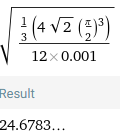 √((1/3 (4 √2 (π/2)³)) / (12×0.001))
Result
24.6783…